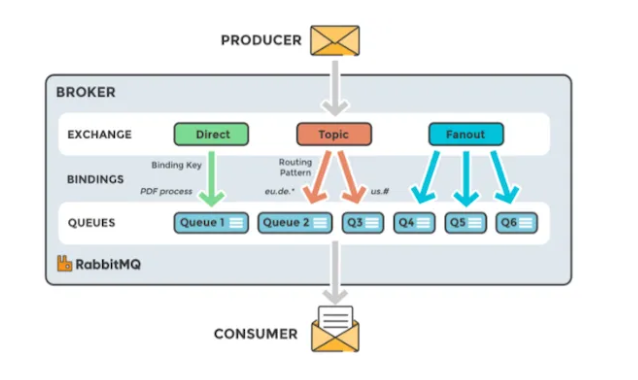 PRODUCER
BROKER
EXCHANGE
Direct
Topic
Fanout
BINDINGS
Binding Key
PDF process
Routing
Pattern
eu.de.*
us.#
QUEUES
Queue 1
Queue 2
Q3
Q4
Q5
Q6
RabbitMQ
CONSUMER